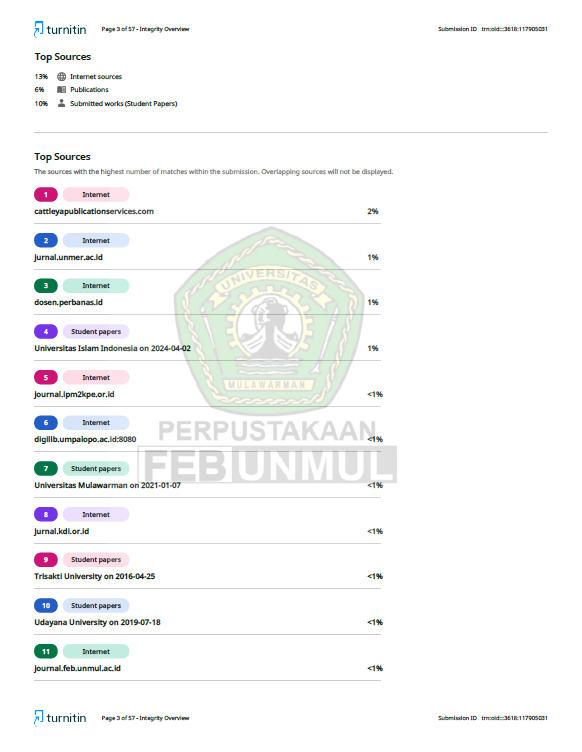 turnitin Page 3 of 57 - Integrity Overview Submission ID trn:oid:::3618:117905031
Top Sources
13% Internet sources
6% Publications
10% Submitted works (Student Papers)
Top Sources
The sources with the highest number of matches within the submission. Overlapping sources will not be displayed.
1 Internet
cattleyapublicationservices.com 2%
2 Internet
jurnal.unmer.ac.id 1%
3 Internet
dosen.perbanas.id 1%
4 Student papers
Universitas Islam Indonesia on 2024-04-02 1%
5 Internet
journal.ipm2kpe.or.id <1%
6 Internet
digilib.umpalopo.ac.id:8080 <1%
7 Student papers
Universitas Mulawarman on 2021-01-07 <1%
8 Internet
jurnal.kdi.or.id <1%
9 Student papers
Trisakti University on 2016-04-25 <1%
10 Student papers
Udayana University on 2019-07-18 <1%
11 Internet
journal.feb.unmul.ac.id <1%
UNIVERSITAS
MULAWARMAN
PERPUSTAKAAN
FEB UNMUL
turnitin Page 3 of 57 - Integrity Overview Submission ID trn:oid:::3618:117905031